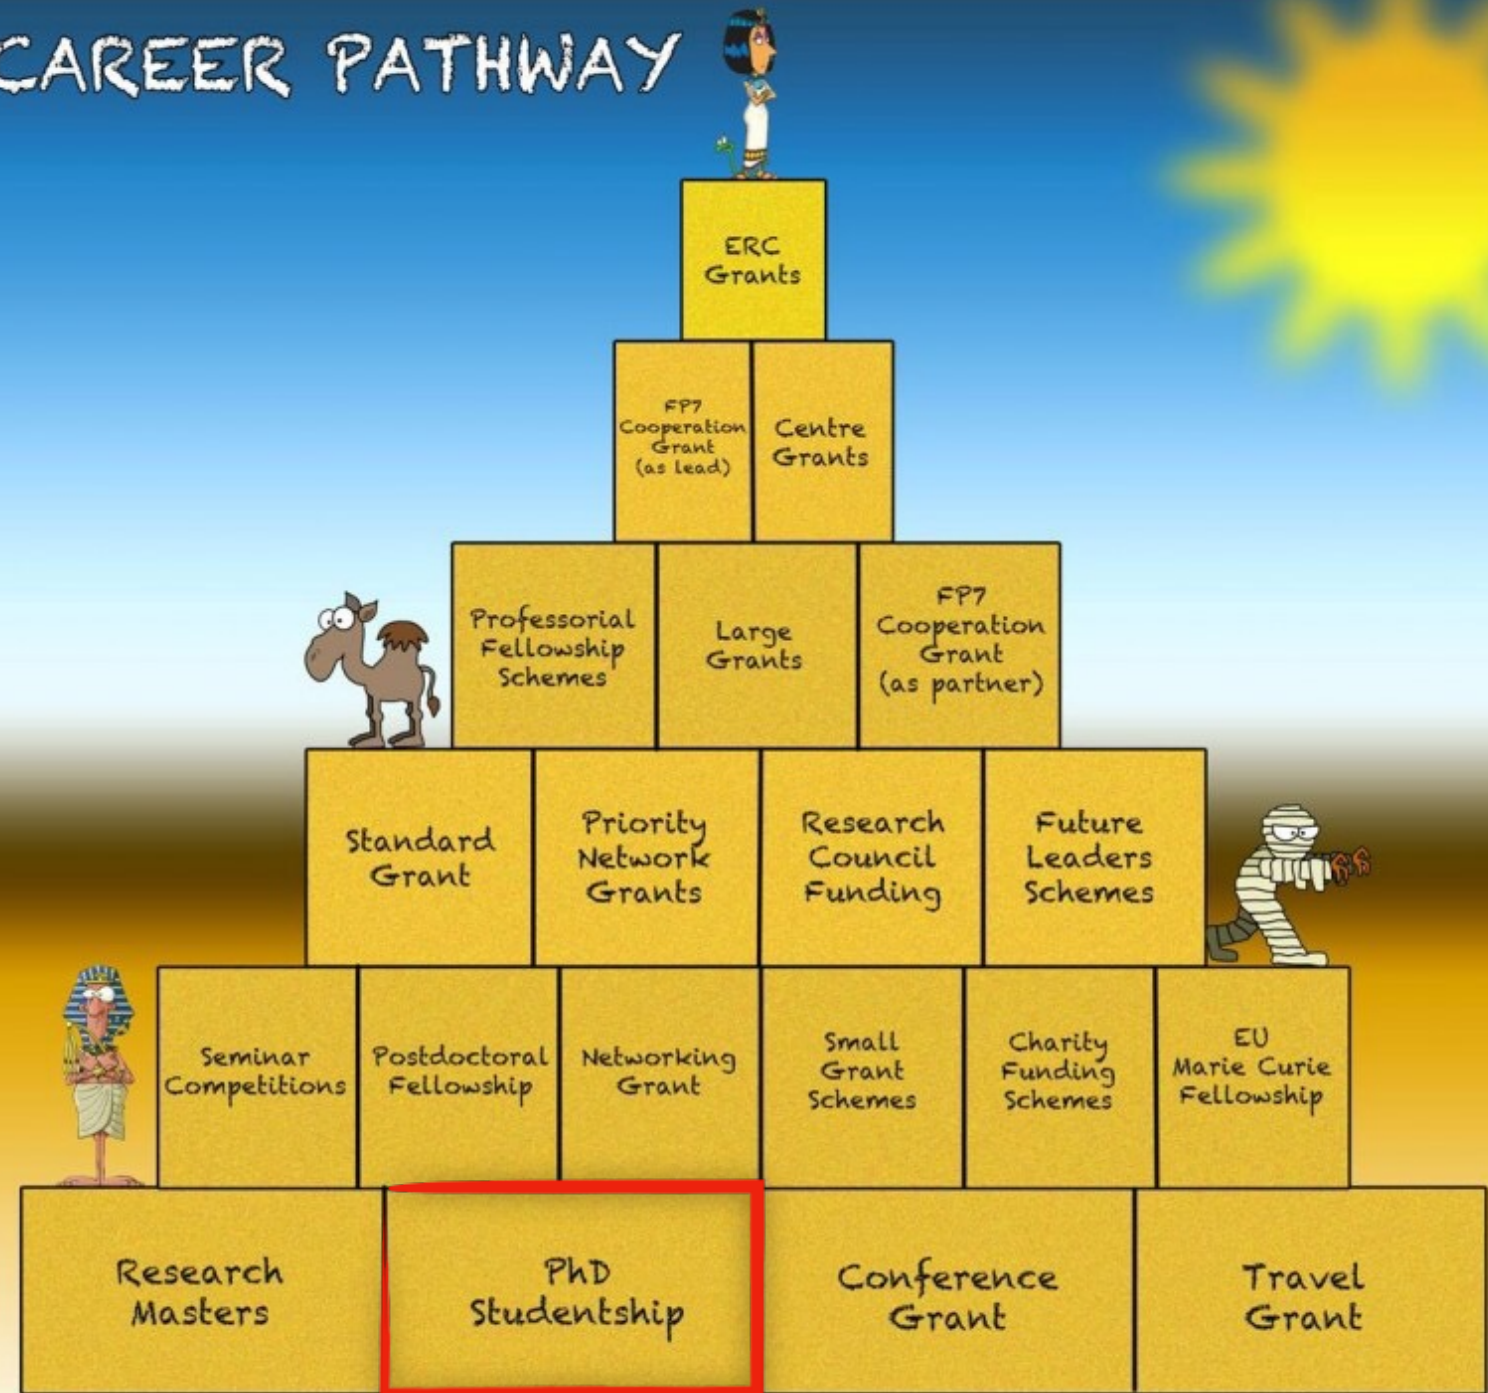 CAREER PATHWAY
ERC
Grants
FP7
Cooperation
Grant
(as lead)
Centre
Grants
Professorial
Fellowship
Schemes
Large
Grants
FP7
Cooperation
Grant
(as partner)
Standard
Grant
Priority
Network
Grants
Research
Council
Funding
Future
Leaders
Schemes
Seminar
Competitions
Postdoctoral
Fellowship
Networking
Grant
Small
Grant
Schemes
Charity
Funding
Schemes
EU
Marie Curie
Fellowship
Research
Masters
PhD
Studentship
Conference
Grant
Travel
Grant